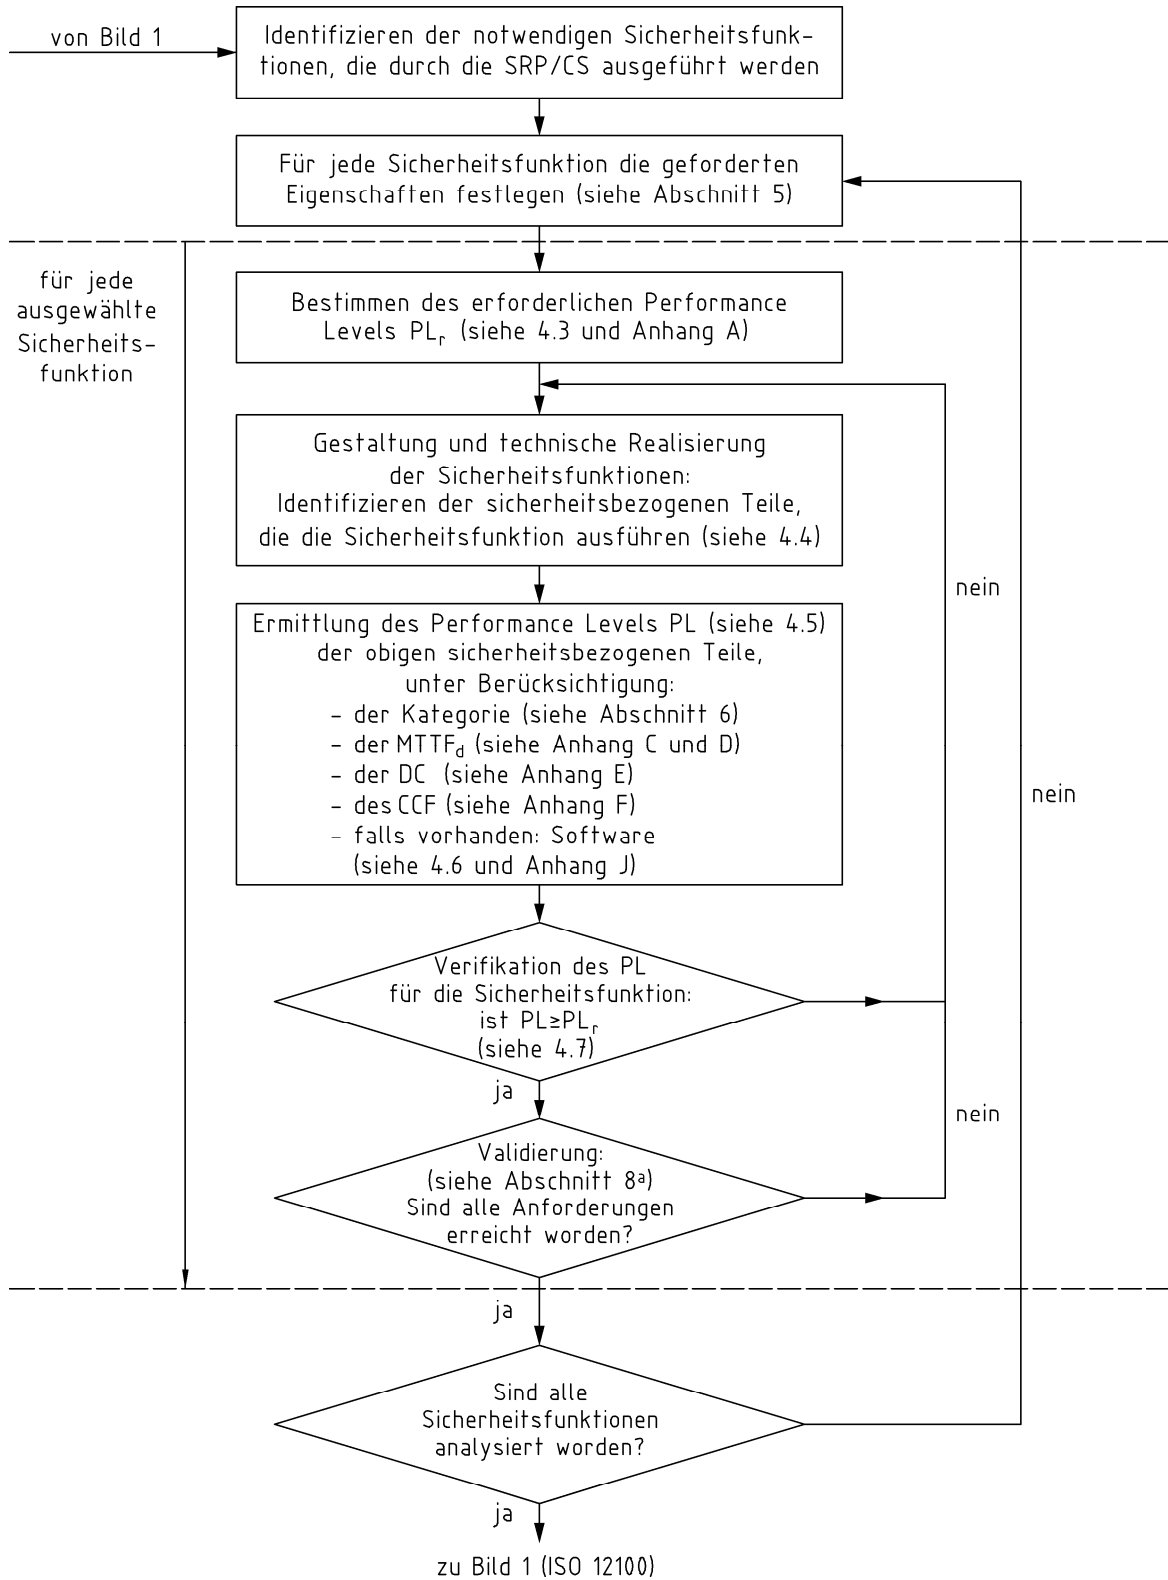 von Bild 1
Identifizieren der notwendigen Sicherheitsfunk-
tionen, die durch die SRP/CS ausgeführt werden
Für jede Sicherheitsfunktion die geforderten
Eigenschaften festlegen (siehe Abschnitt 5)
für jede
ausgewählte
Sicherheits-
funktion
Bestimmen des erforderlichen Performance
Levels PLr (siehe 4.3 und Anhang A)
Gestaltung und technische Realisierung
der Sicherheitsfunktionen:
Identifizieren der sicherheitsbezogenen Teile,
die die Sicherheitsfunktion ausführen (siehe 4.4)
nein
Ermittlung des Performance Levels PL (siehe 4.5)
der obigen sicherheitsbezogenen Teile,
unter Berücksichtigung:
- der Kategorie (siehe Abschnitt 6)
- der MTTFd (siehe Anhang C und D)
- der DC (siehe Anhang E)
- des CCF (siehe Anhang F)
- falls vorhanden: Software
(siehe 4.6 und Anhang J)
nein
Verifikation des PL
für die Sicherheitsfunktion:
ist PL≥PLr
(siehe 4.7)
ja
nein
Validierung:
(siehe Abschnitt 8ª)
Sind alle Anforderungen
erreicht worden?
ja
Sind alle
Sicherheitsfunktionen
analysiert worden?
ja
zu Bild 1 (ISO 12100)